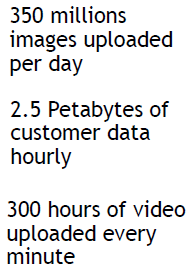 350 millions
images uploaded
per day
2.5 Petabytes of
customer data
hourly
300 hours of video
uploaded every
minute